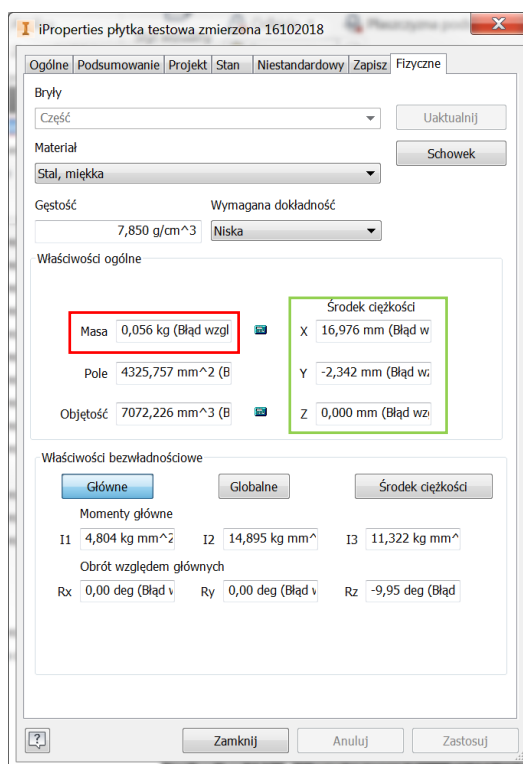 iProperties płytka testowa zmierzona 16102018
Ogólne Podsumowanie Projekt Stan Niestandardowy Zapisz Fizyczne
Bryły
Część Uaktualnij
Materiał
Schowek
Stal, miękka
Gęstość Wymagana dokładność
7,850 g/cm^3 Niska
Właściwości ogólne
Środek ciężkości
Masa 0,056 kg (Błąd wzgl X 16,976 mm (Błąd w
Pole 4325,757 mm^2 (B Y -2,342 mm (Błąd wz
Objętość 7072,226 mm^3 (B Z 0,000 mm (Błąd wzg
Właściwości bezwładnościowe
Główne Globalne Środek ciężkości
Momenty główne
I1 4,804 kg mm^2 I2 14,895 kg mm^ I3 11,322 kg mm^
Obrót względem głównych
Rx 0,00 deg (Błąd w Ry 0,00 deg (Błąd w Rz -9,95 deg (Błąd
Zamknij Anuluj Zastosuj